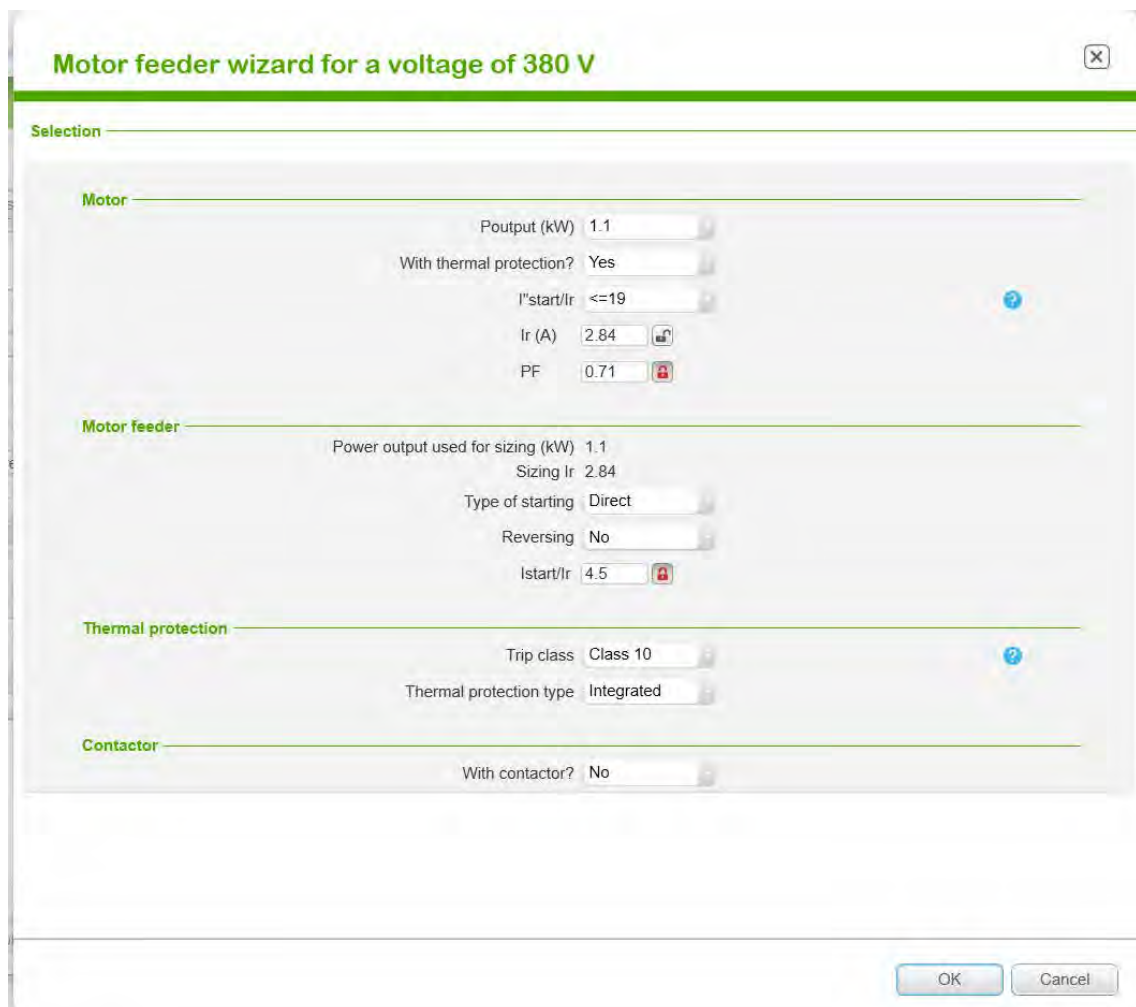 Motor feeder wizard for a voltage of 380 V
Selection
Motor
Poutput (kW) 1.1
With thermal protection? Yes
I"start/Ir <=19
Ir (A) 2.84
PF 0.71
Motor feeder
Power output used for sizing (kW) 1.1
Sizing Ir 2.84
Type of starting Direct
Reversing No
Istart/Ir 4.5
Thermal protection
Trip class Class 10
Thermal protection type Integrated
Contactor
With contactor? No
OK Cancel